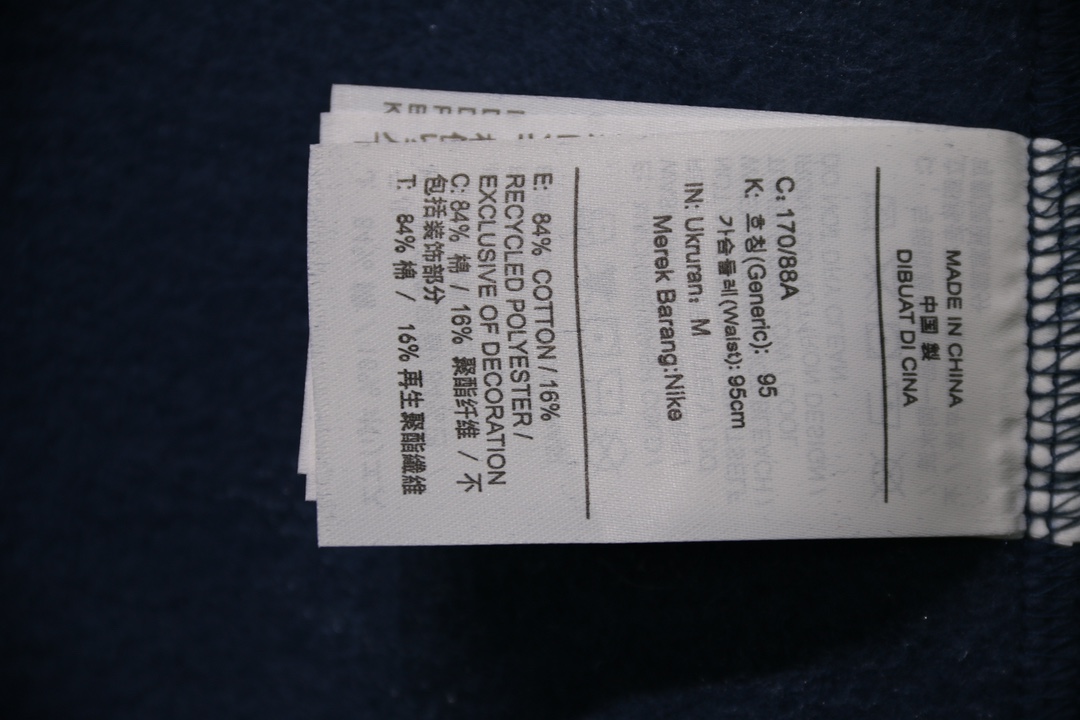 MADE IN CHINA
中国 製
DIBUAT DI CINA
C: 170/88A
K: 호칭(Generic): 95
가슴둘레(Waist): 95cm
IN: Ukruran: M
Merek Barang:Nike
E: 84% COTTON / 16%
RECYCLED POLYESTER /
EXCLUSIVE OF DECORATION
C: 84% 棉 / 16% 聚酯纤维 / 不
包括装饰部分
T: 84% 棉 / 16% 再生聚酯纖維